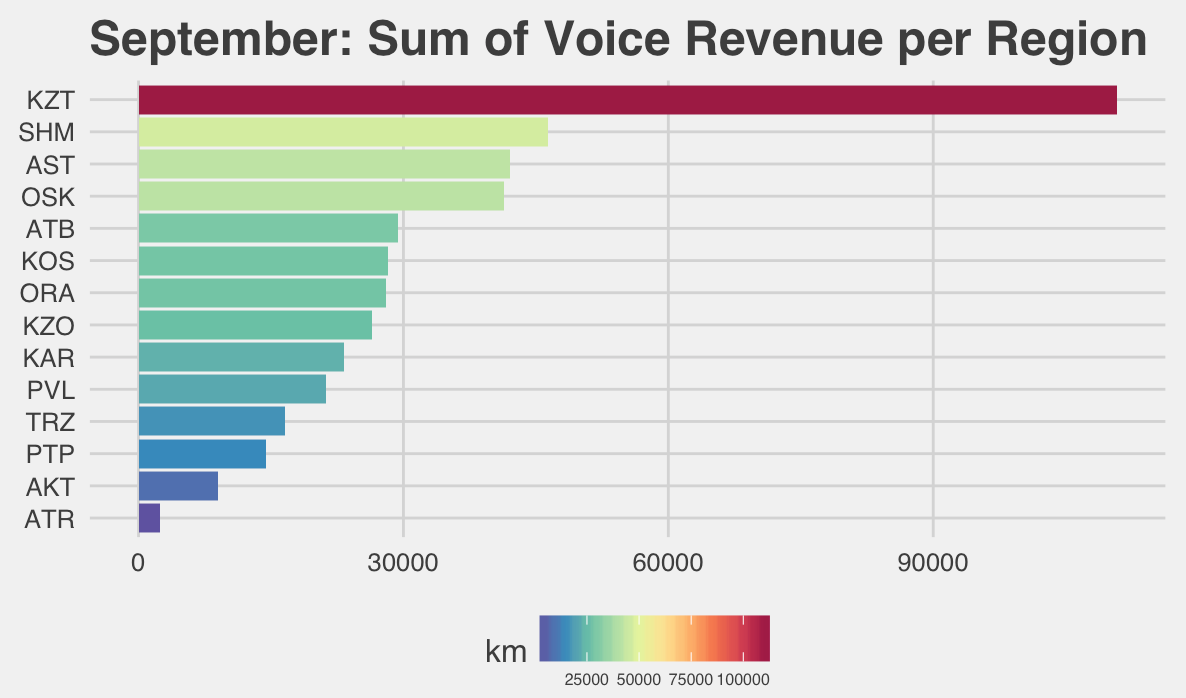 September: Sum of Voice Revenue per Region
KZT
SHM
AST
OSK
ATB
KOS
ORA
KZO
KAR
PVL
TRZ
PTP
AKT
ATR
0 30000 60000 90000
km
25000 50000 75000 100000